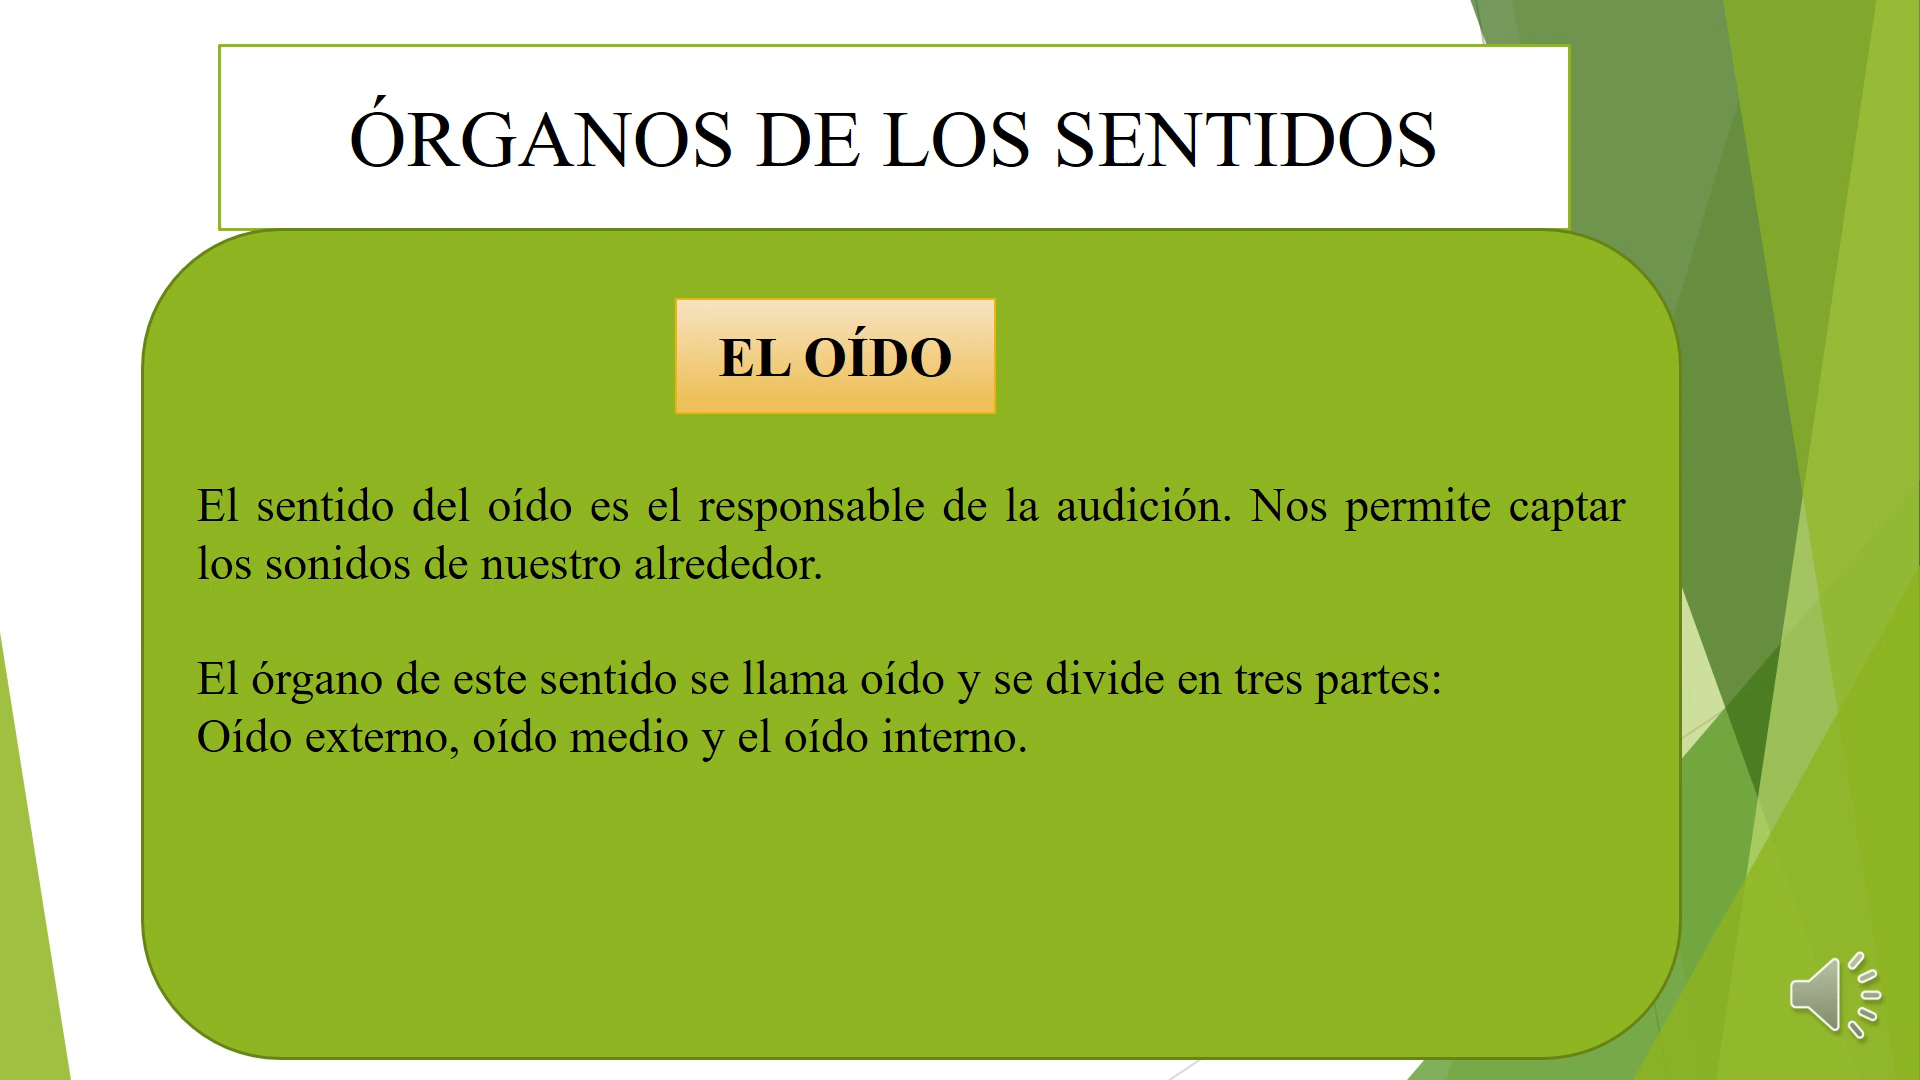 ÓRGANOS DE LOS SENTIDOS
EL OÍDO
El sentido del oído es el responsable de la audición. Nos permite captar
los sonidos de nuestro alrededor.
El órgano de este sentido se llama oído y se divide en tres partes:
Oído externo, oído medio y el oído interno.